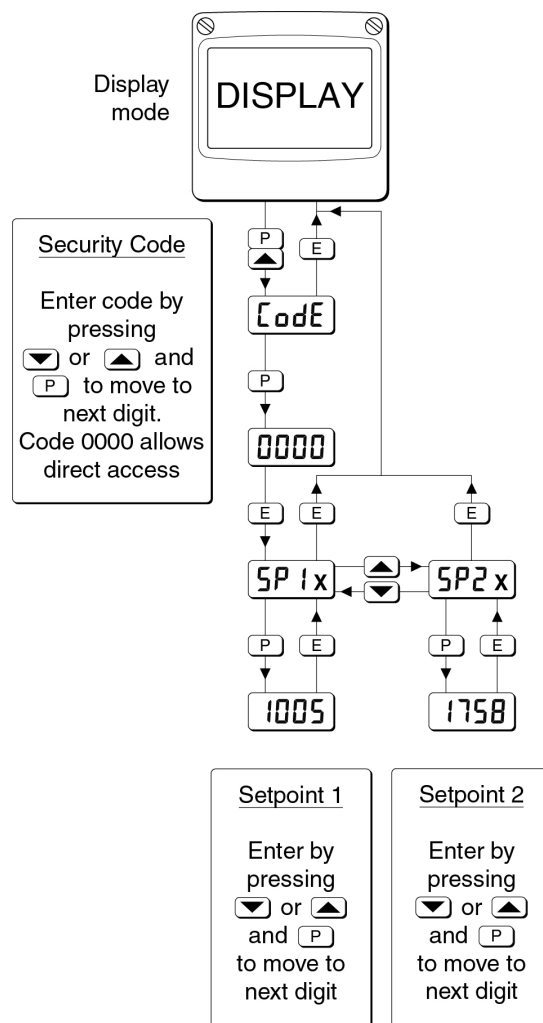 Display
mode
DISPLAY
Security Code
Enter code by
pressing
or and
P to move to
next digit.
Code 0000 allows
direct access
P
E
CodE
P
0000
E
E
E
SP1x
SP2x
P
E
P
E
1005
1758
Setpoint 1
Enter by
pressing
or
and P
to move to
next digit
Setpoint 2
Enter by
pressing
or
and P
to move to
next digit